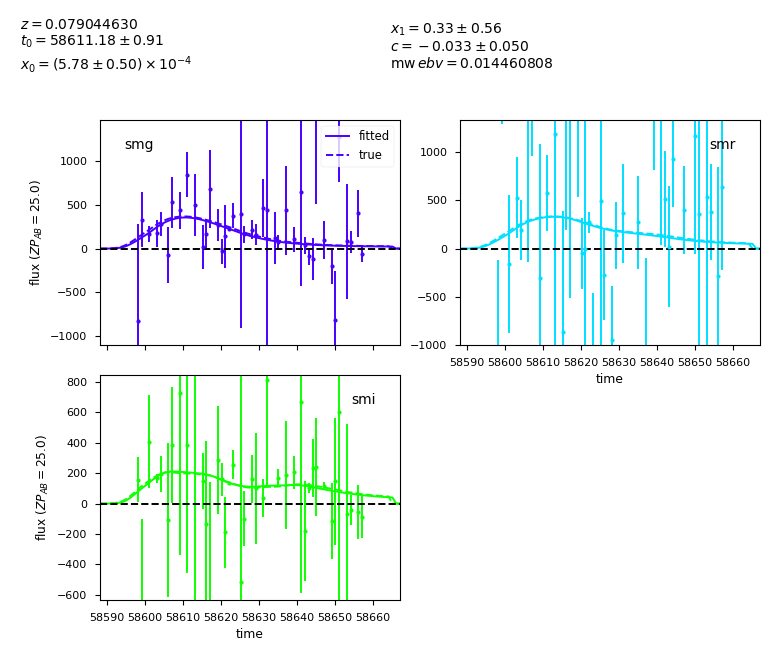 z = 0.079044630
t₀ = 58611.18 ± 0.91
x₀ = (5.78 ± 0.50) × 10⁻⁴
x₁ = 0.33 ± 0.56
c = −0.033 ± 0.050
mw ebv = 0.014460808
smg
fitted
true
1000
500
0
−500
−1000
flux (ZP_AB = 25.0)
smr
1000
500
0
−500
−1000
58590 58600 58610 58620 58630 58640 58650 58660
time
smi
800
600
400
200
0
−200
−400
−600
flux (ZP_AB = 25.0)
58590 58600 58610 58620 58630 58640 58650 58660
time